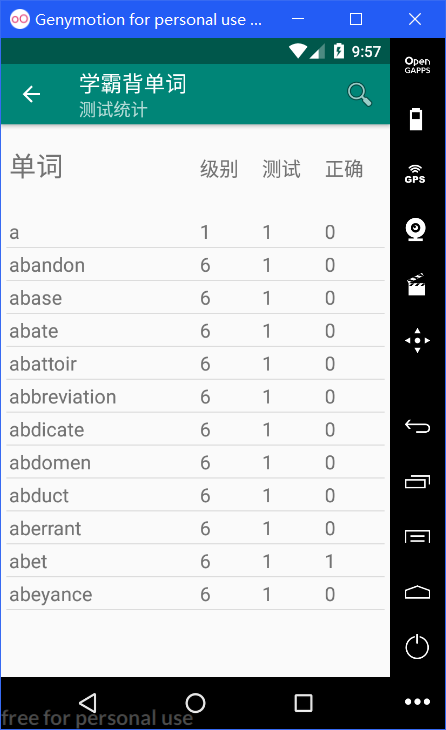 Genymotion for personal use ...
9:57
Open
GAPPS
学霸背单词
测试统计
GPS
单词 级别 测试 正确
a 1 1 0
abandon 6 1 0
abase 6 1 0
abate 6 1 0
abattoir 6 1 0
abbreviation 6 1 0
abdicate 6 1 0
abdomen 6 1 0
abduct 6 1 0
aberrant 6 1 0
abet 6 1 1
abeyance 6 1 0
free for personal use